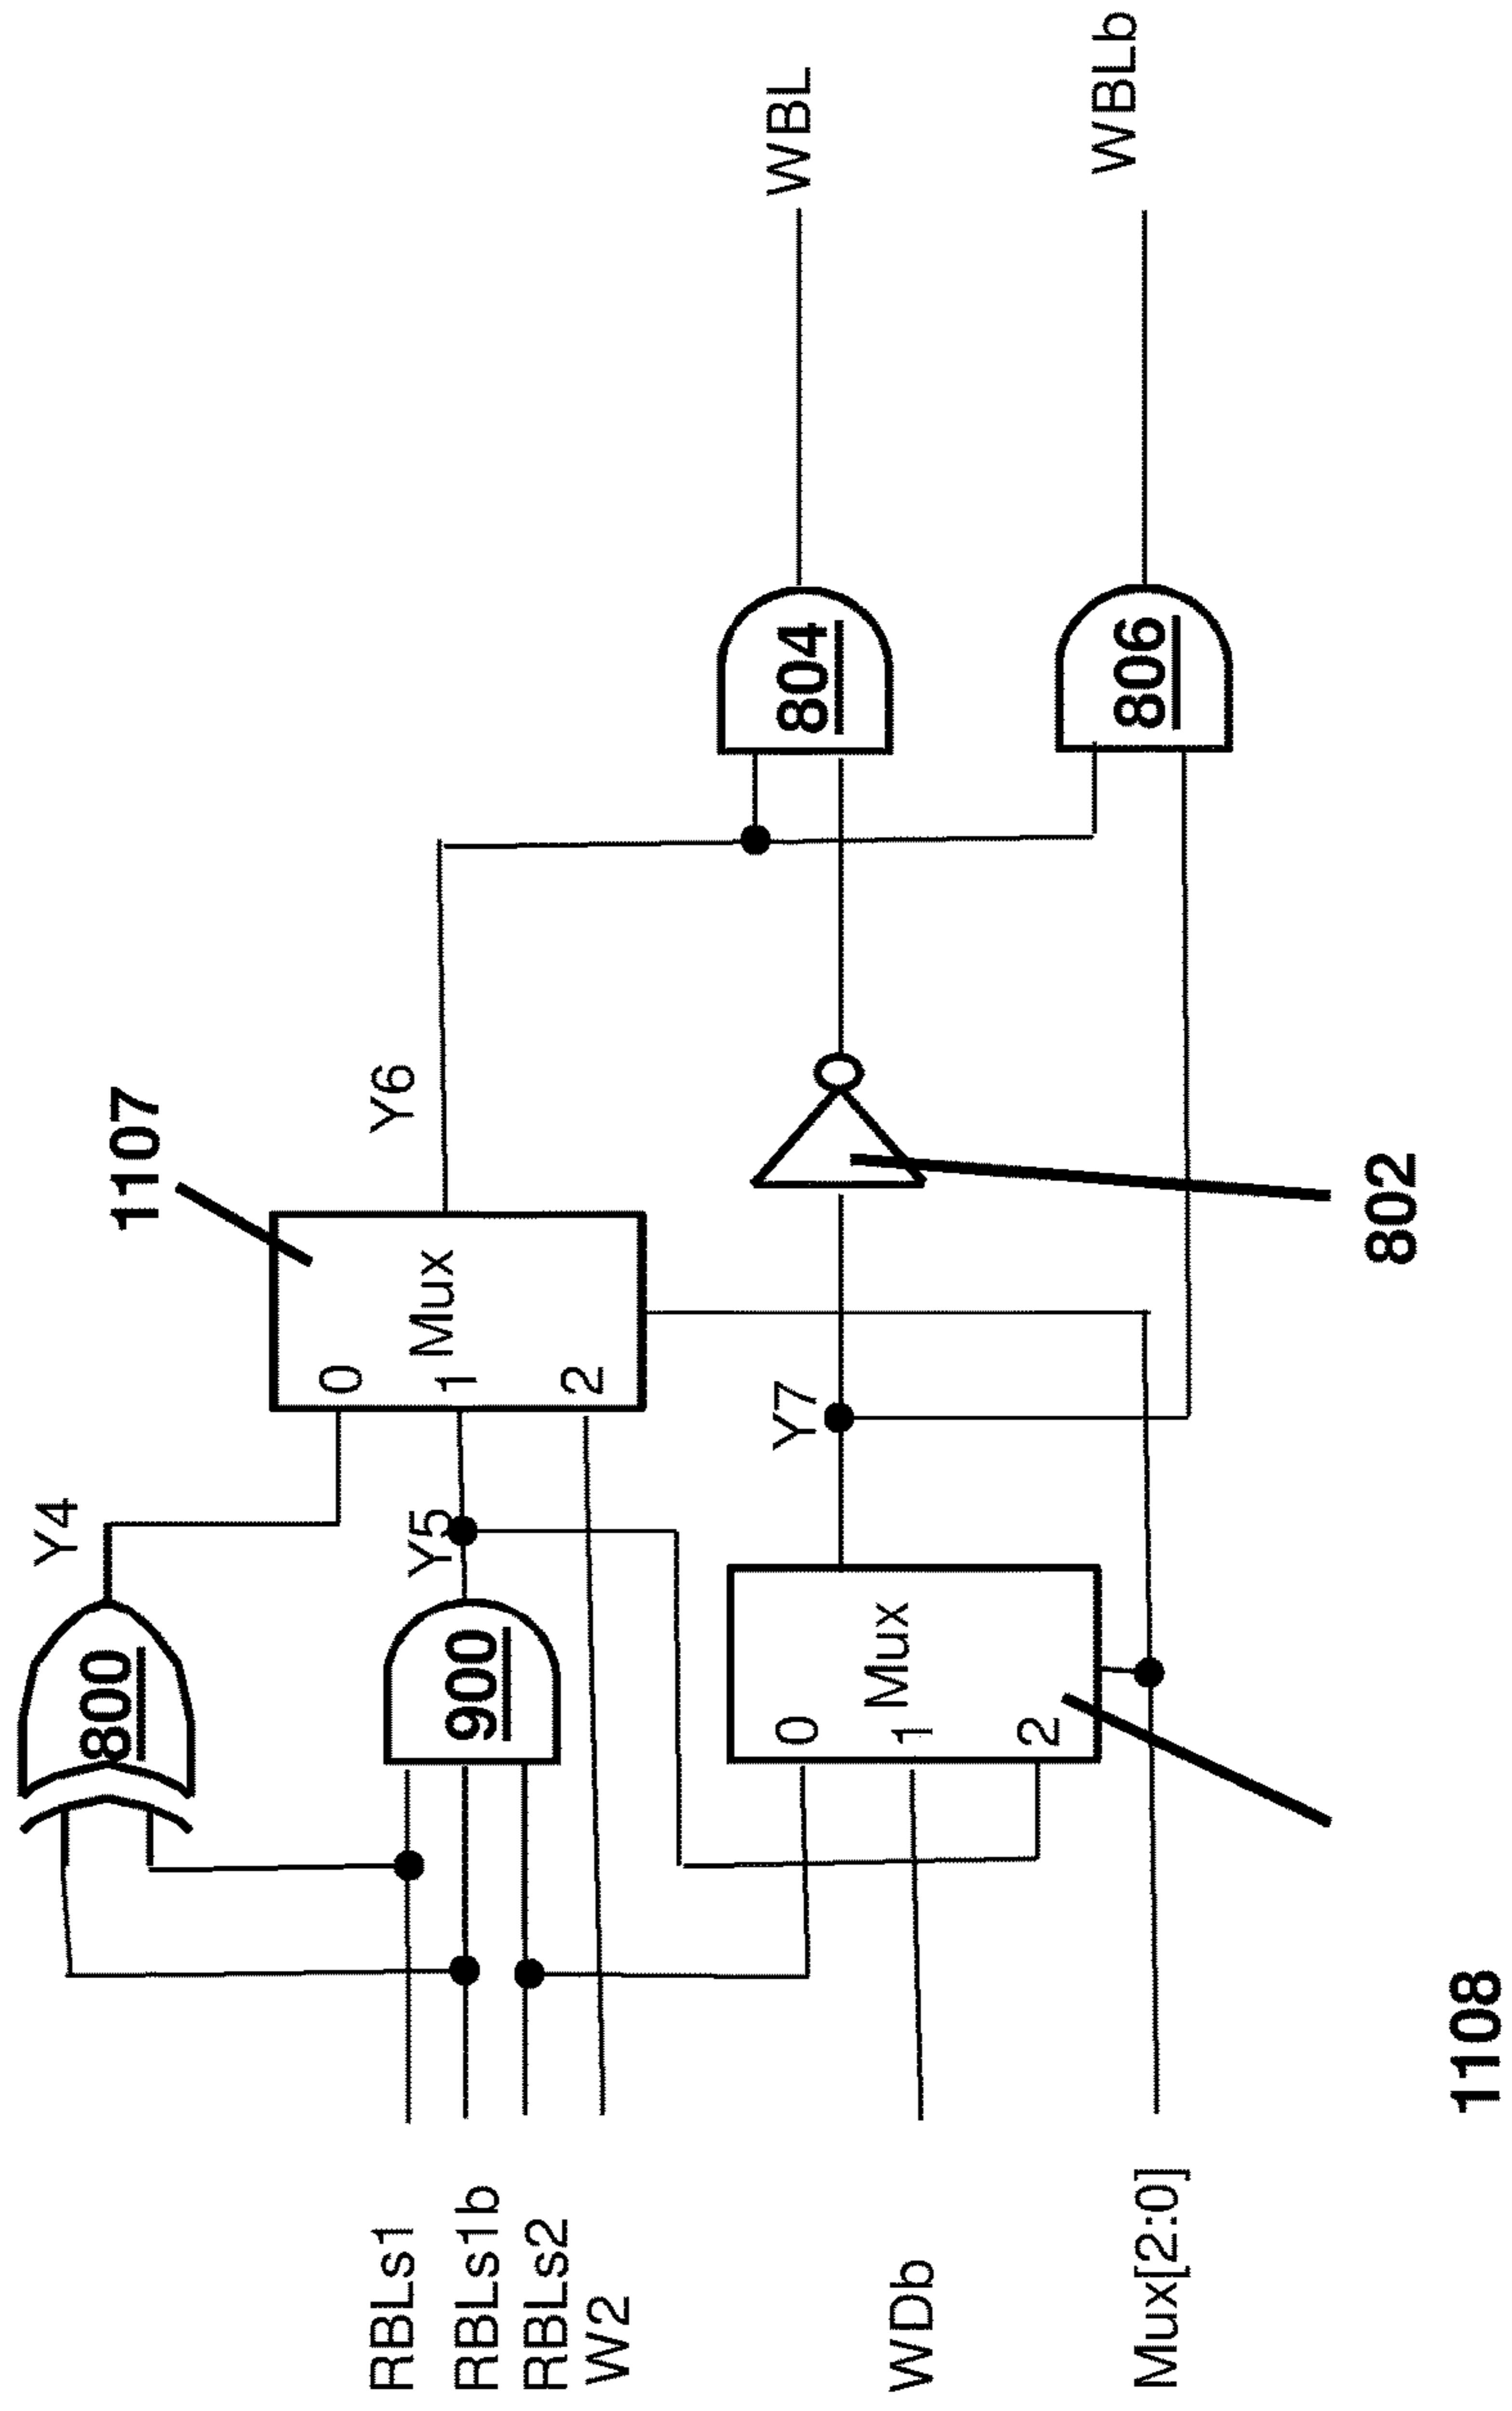 RBLs1
RBLs1b
RBLs2
W2
WDb
Mux[2:0]
800
Y4
900
Y5
0
1
2
Mux
1107
Y6
0
1
2
Mux
1108
Y7
802
804
806
WBL
WBLb